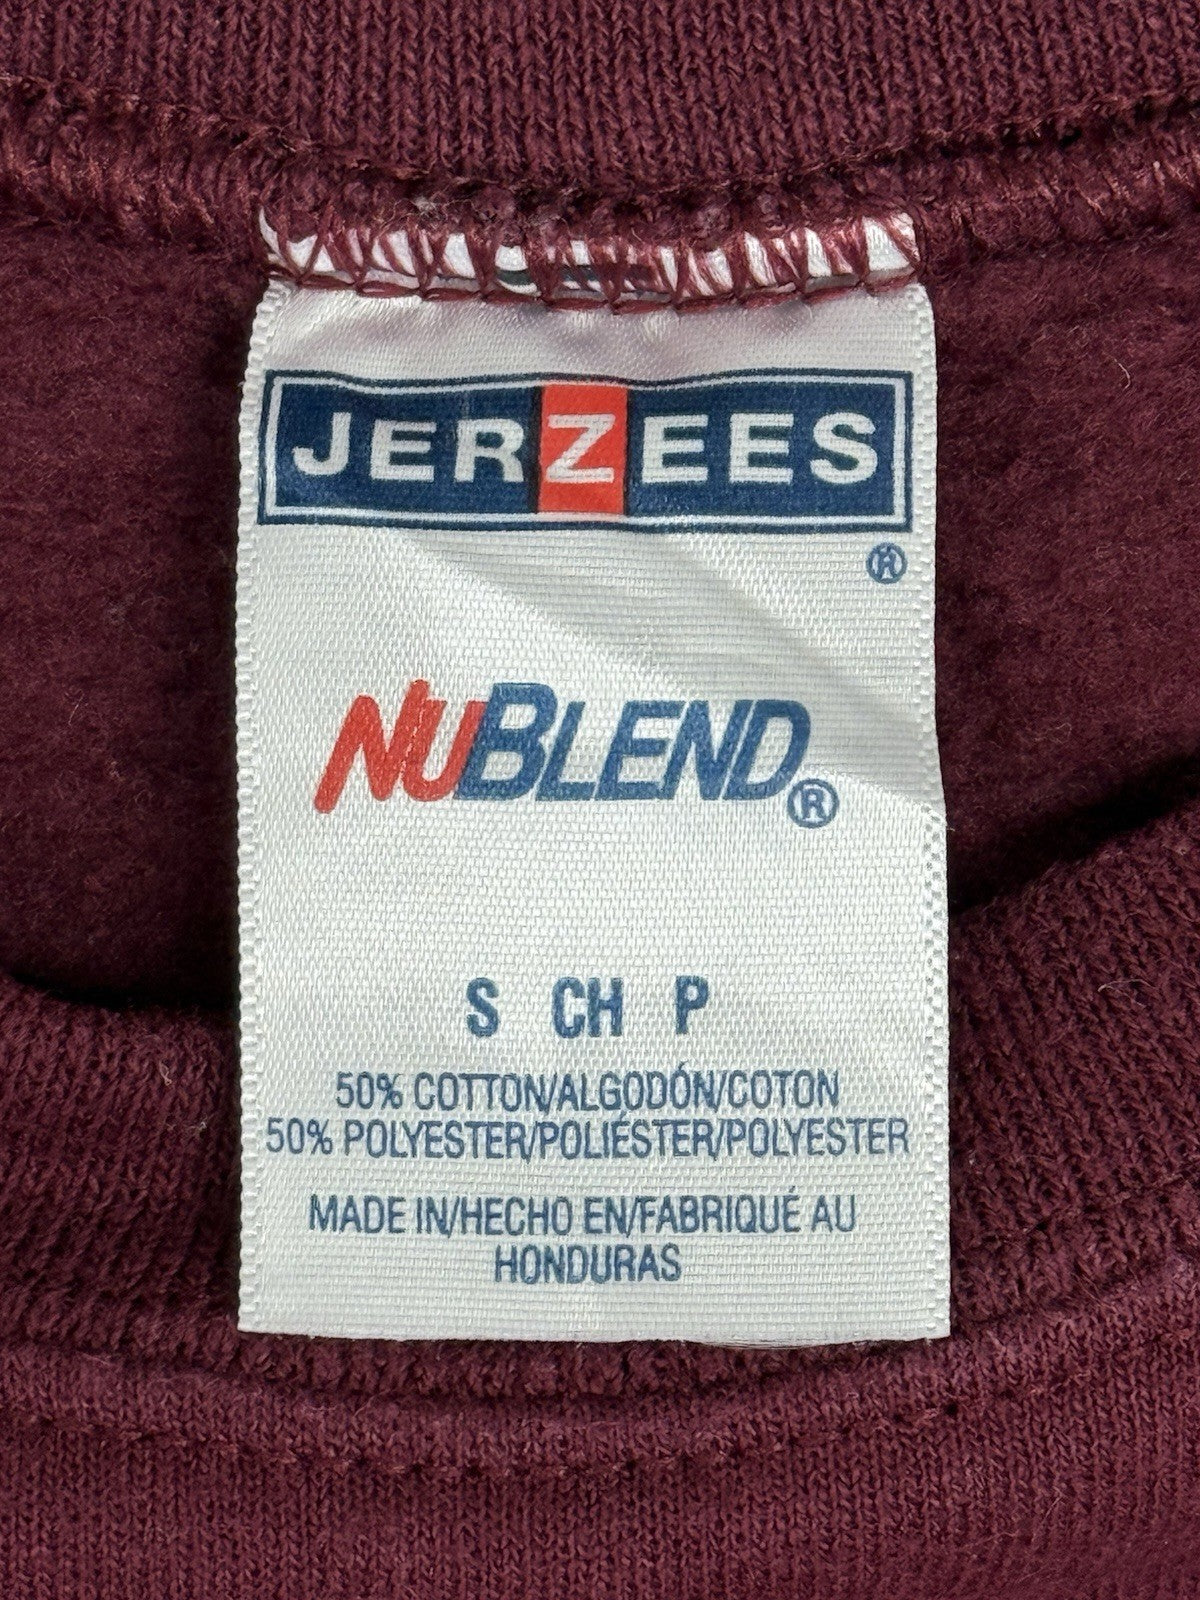 JERZEES
®
NUBLEND®
S CH P
50% COTTON/ALGODÓN/COTON
50% POLYESTER/POLIÉSTER/POLYESTER
MADE IN/HECHO EN/FABRIQUÉ AU
HONDURAS